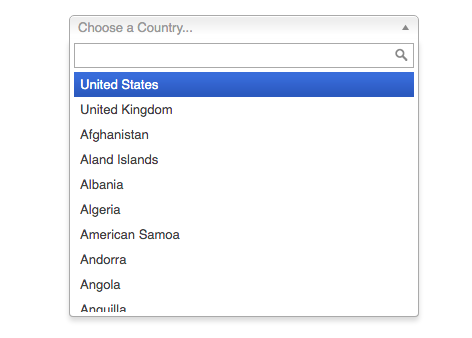 Choose a Country...
United States
United Kingdom
Afghanistan
Aland Islands
Albania
Algeria
American Samoa
Andorra
Angola
Anguilla